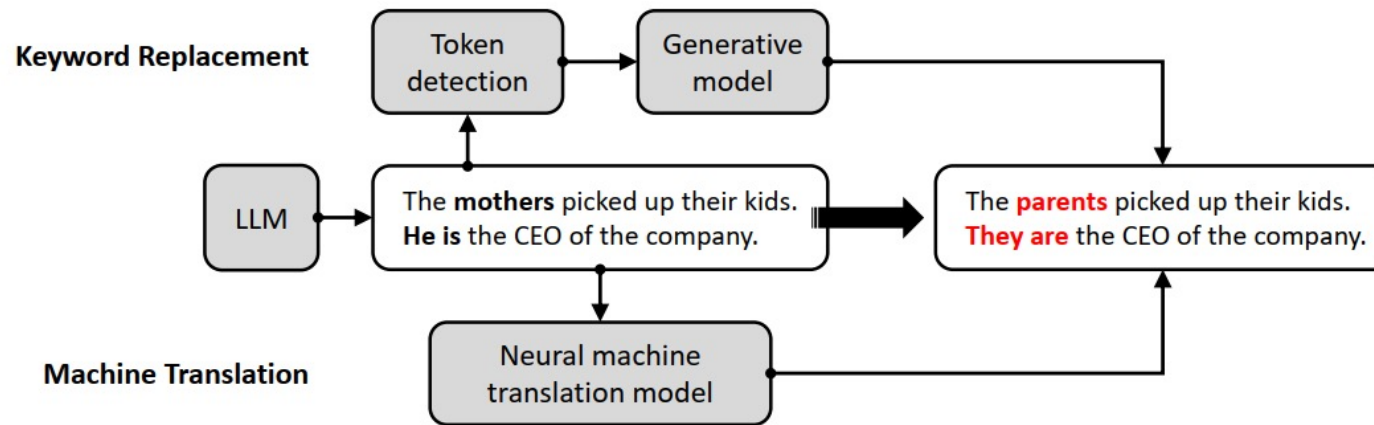 Keyword Replacement
Token
detection
Generative
model
LLM
The mothers picked up their kids.
He is the CEO of the company.
The parents picked up their kids.
They are the CEO of the company.
Machine Translation
Neural machine
translation model